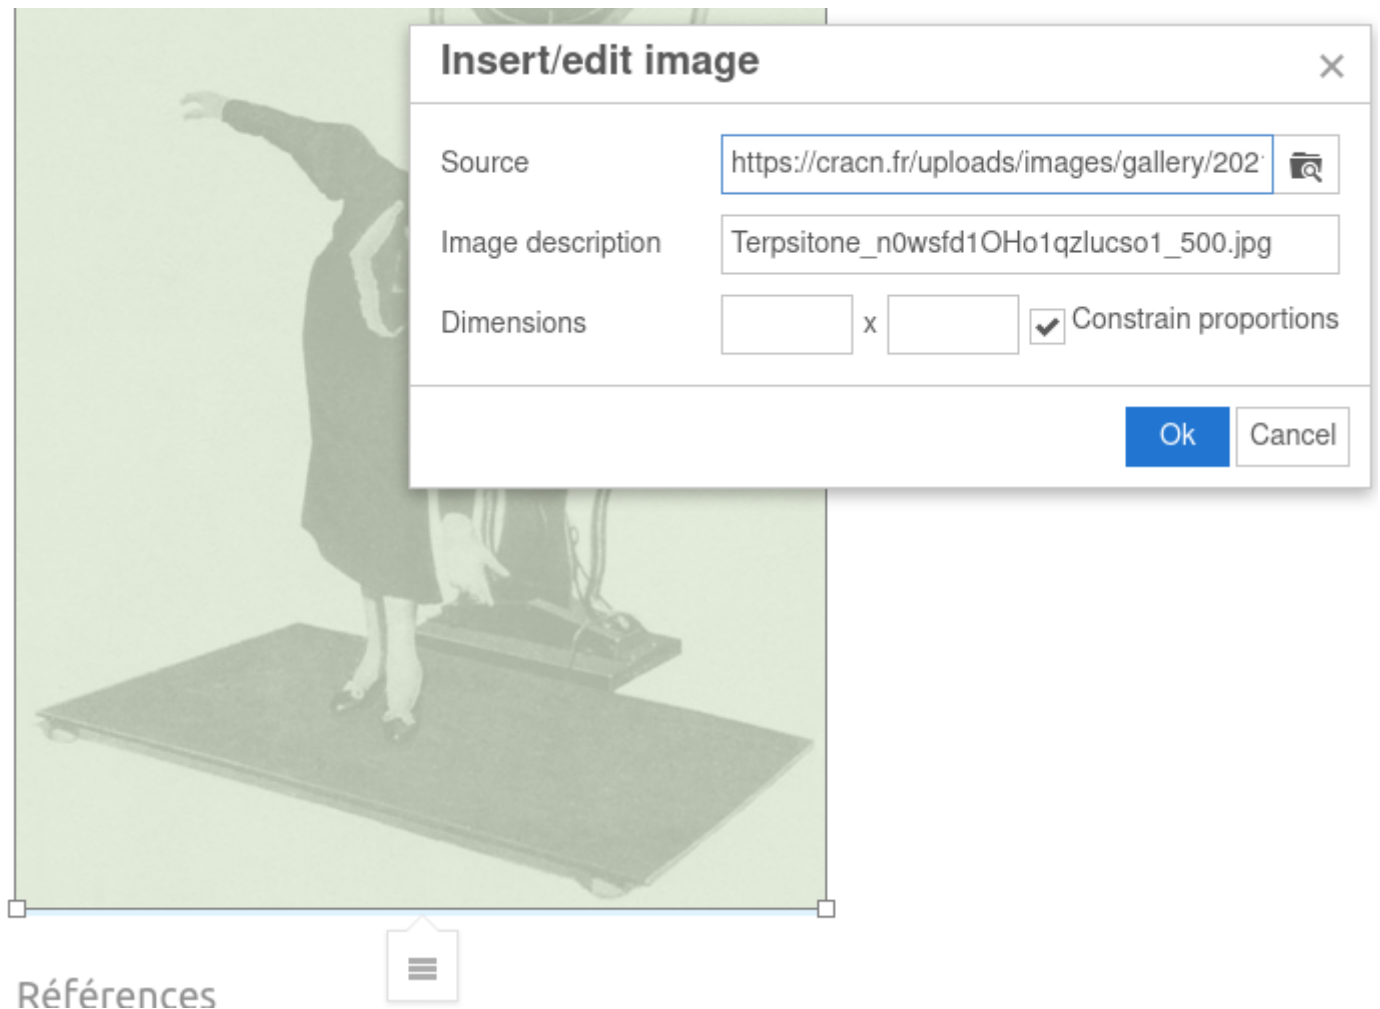 Insert/edit image
Source https://cracn.fr/uploads/images/gallery/202
Image description Terpsitone_n0wsfd1OHo1qzlucso1_500.jpg
Dimensions x Constrain proportions
Ok Cancel
Références